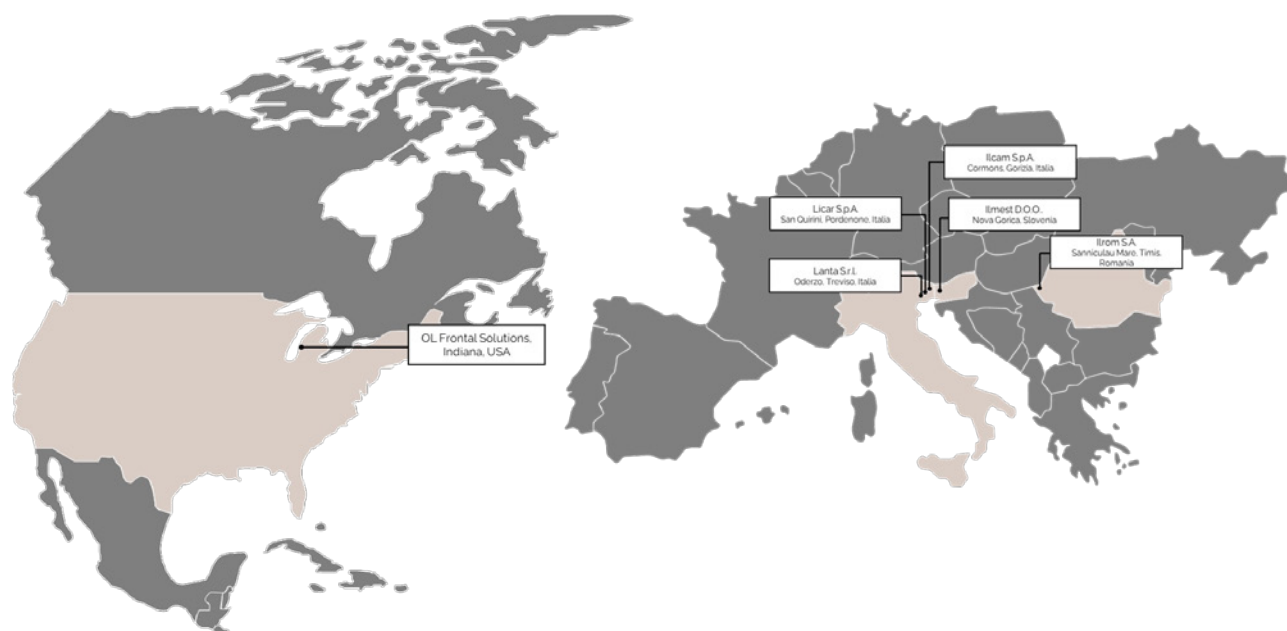 Ilcam S.p.A.
Cormons, Gorizia, Italia
Licar S.p.A.
San Quirini, Pordenone, Italia
Ilmest D.O.O.
Nova Gorica, Slovenia
Ilrom S.A.
Sanniculau Mare, Timis,
Romania
Lanta S.r.l.
Oderzo, Treviso, Italia
OL Frontal Solutions,
Indiana, USA